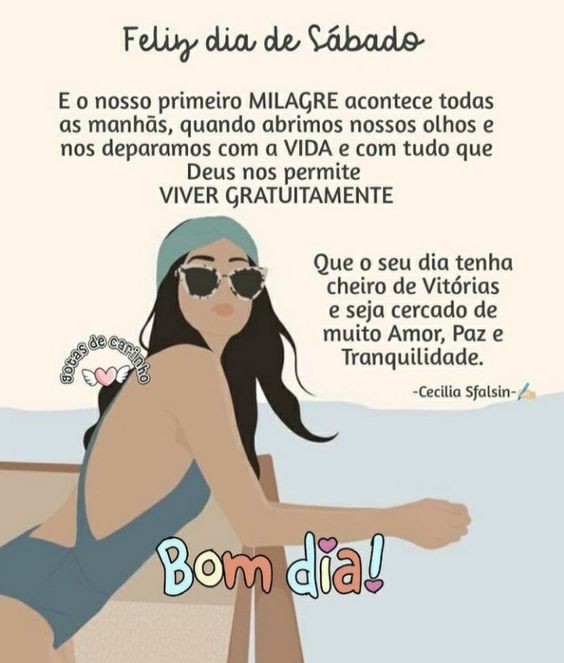 Feliz dia de Sábado
E o nosso primeiro MILAGRE acontece todas
as manhãs, quando abrimos nossos olhos e
nos deparamos com a VIDA e com tudo que
Deus nos permite
VIVER GRATUITAMENTE
Que o seu dia tenha
cheiro de Vitórias
e seja cercado de
muito Amor, Paz e
Tranquilidade.
-Cecilia Sfalsin-✍🏻
gotas de carinho
Bom dia!